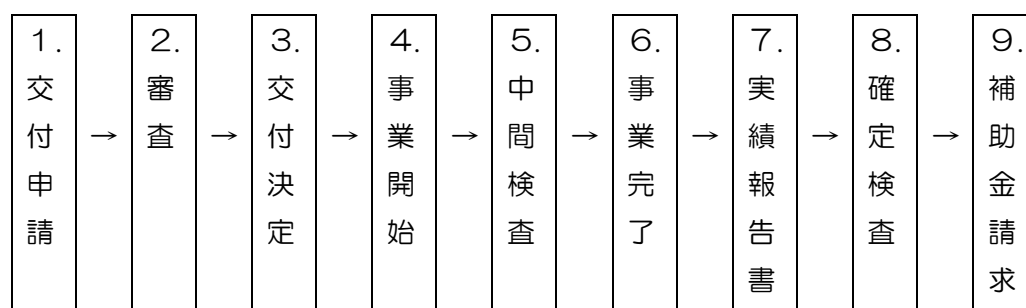 1.交付申請
→
2.審査
→
3.交付決定
→
4.事業開始
→
5.中間検査
→
6.事業完了
→
7.実績報告書
→
8.確定検査
→
9.補助金請求